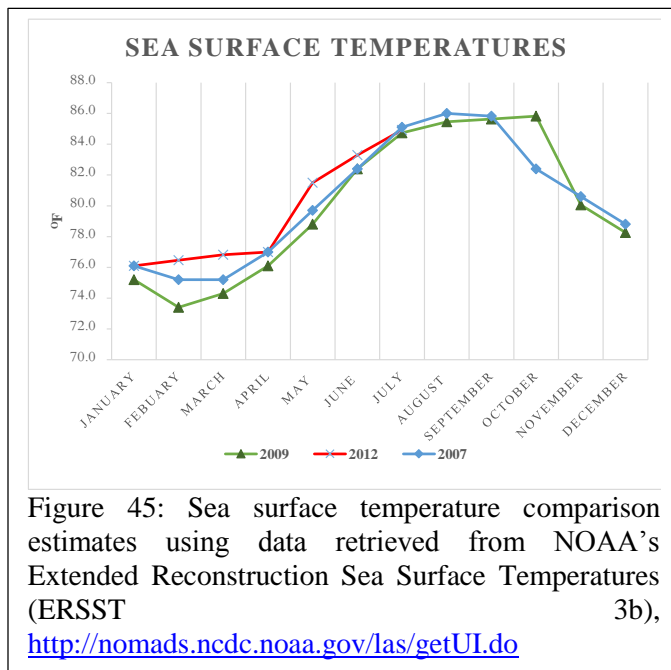 SEA SURFACE TEMPERATURES
88.0
86.0
84.0
82.0
80.0
78.0
76.0
74.0
72.0
70.0
°F
JANUARY
FEBUARY
MARCH
APRIL
MAY
JUNE
JULY
AUGUST
SEPTEMBER
OCTOBER
NOVEMBER
DECEMBER
2009 2012 2007
Figure 45: Sea surface temperature comparison
estimates using data retrieved from NOAA's
Extended Reconstruction Sea Surface Temperatures
(ERSST 3b),
http://nomads.ncdc.noaa.gov/las/getUI.do